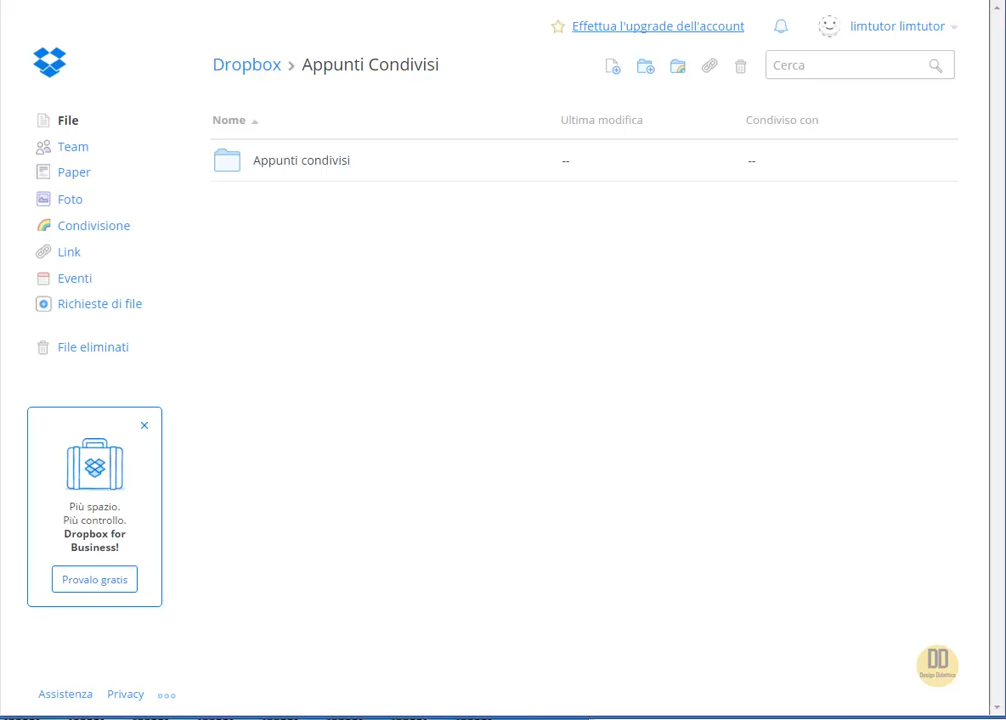 Effettua l'upgrade dell'account
limtutor limtutor
Dropbox › Appunti Condivisi
Cerca
File
Team
Paper
Foto
Condivisione
Link
Eventi
Richieste di file
File eliminati
Nome Ultima modifica Condiviso con
Appunti condivisi -- --
Più spazio.
Più controllo.
Dropbox for
Business!
Provalo gratis
DD
Design Didattico
Assistenza Privacy